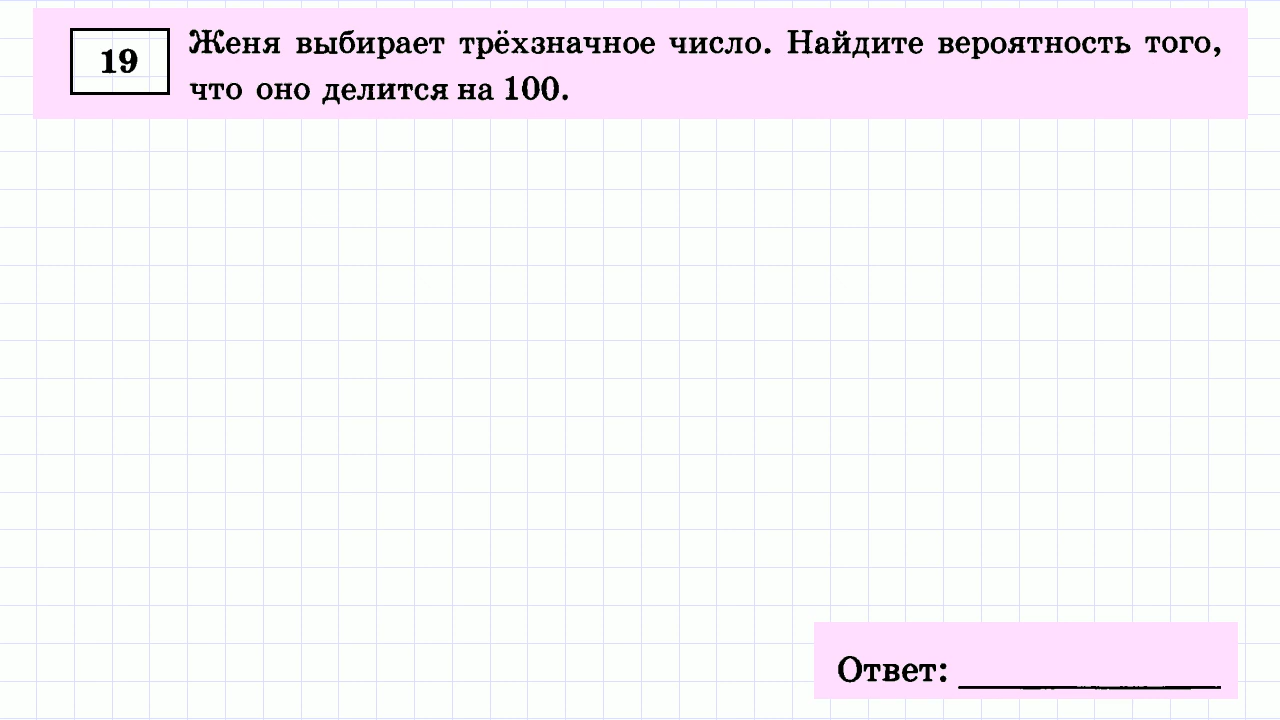 19
Женя выбирает трёхзначное число. Найдите вероятность того,
что оно делится на 100.
Ответ: